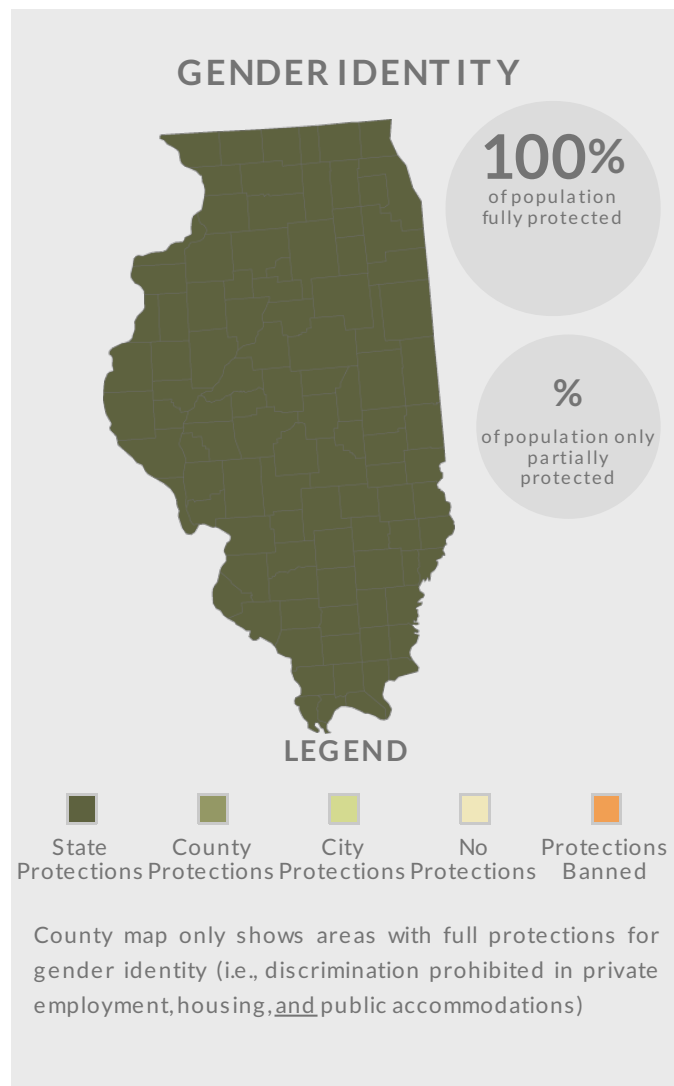 GENDER IDENTITY
100%
of population
fully protected
%
of population only
partially
protected
LEGEND
State
Protections
County
Protections
City
Protections
No
Protections
Protections
Banned
County map only shows areas with full protections for
gender identity (i.e., discrimination prohibited in private
employment, housing, and public accommodations)